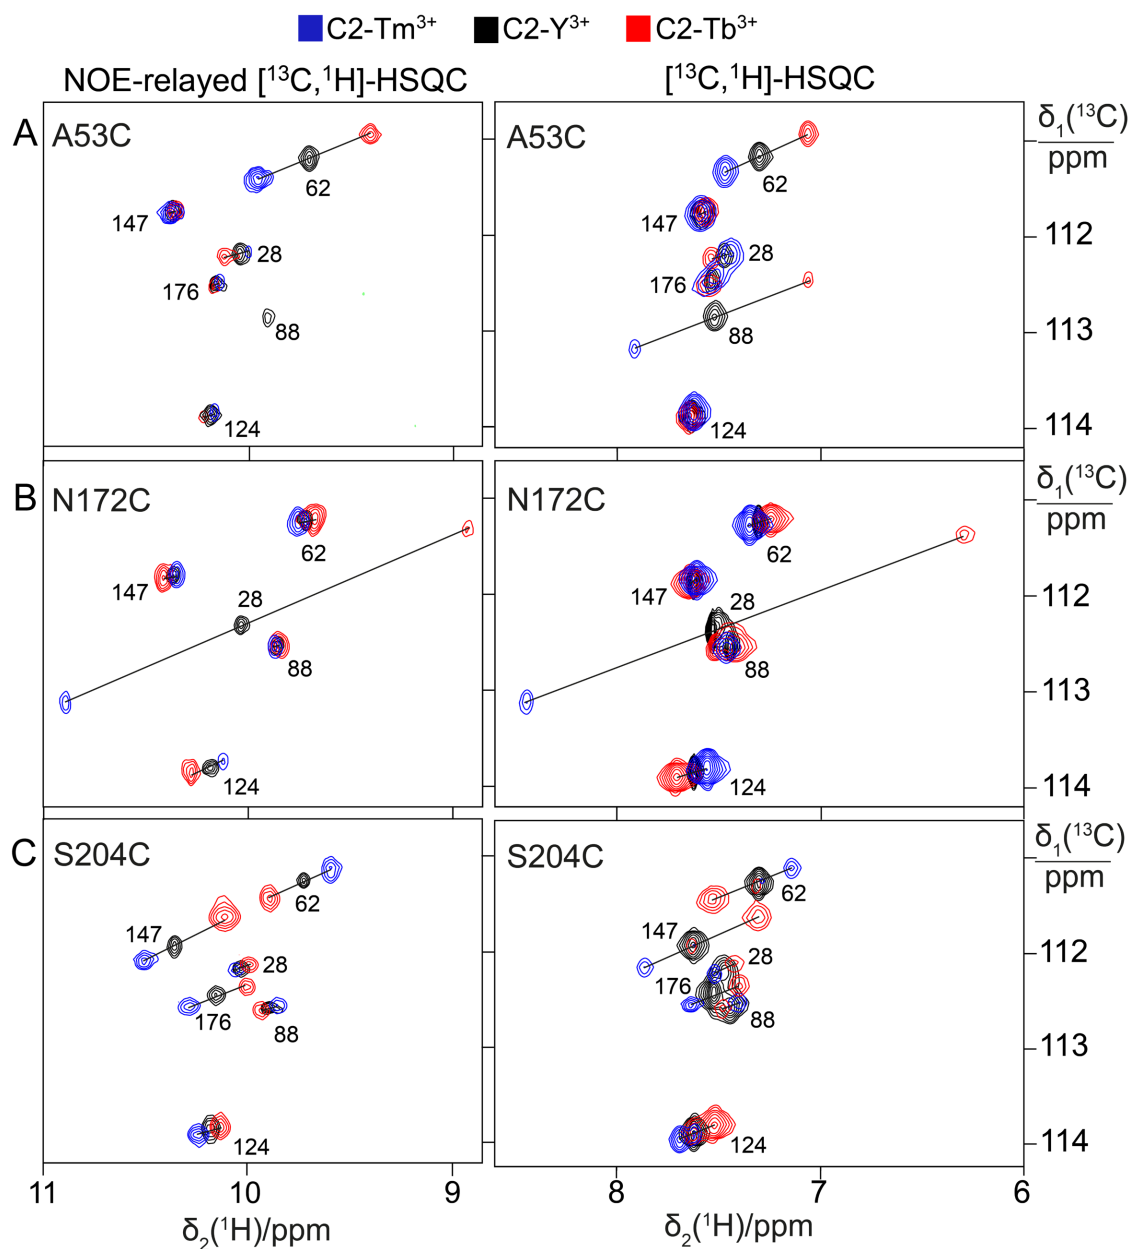 C2-Tm³⁺ C2-Y³⁺ C2-Tb³⁺
NOE-relayed [¹³C,¹H]-HSQC [¹³C,¹H]-HSQC
A A53C A53C δ₁(¹³C)
ppm
62 62
147 147 112
28 28
176 176
88 88 113
124 124 114
B N172C N172C δ₁(¹³C)
ppm
62 62
147 28 147 28 112
88 88
113
124 124 114
C S204C S204C δ₁(¹³C)
ppm
62 62
147 147 112
28 176 28
176 88 88
113
124 124 114
11 10 9 8 7 6
δ₂(¹H)/ppm δ₂(¹H)/ppm